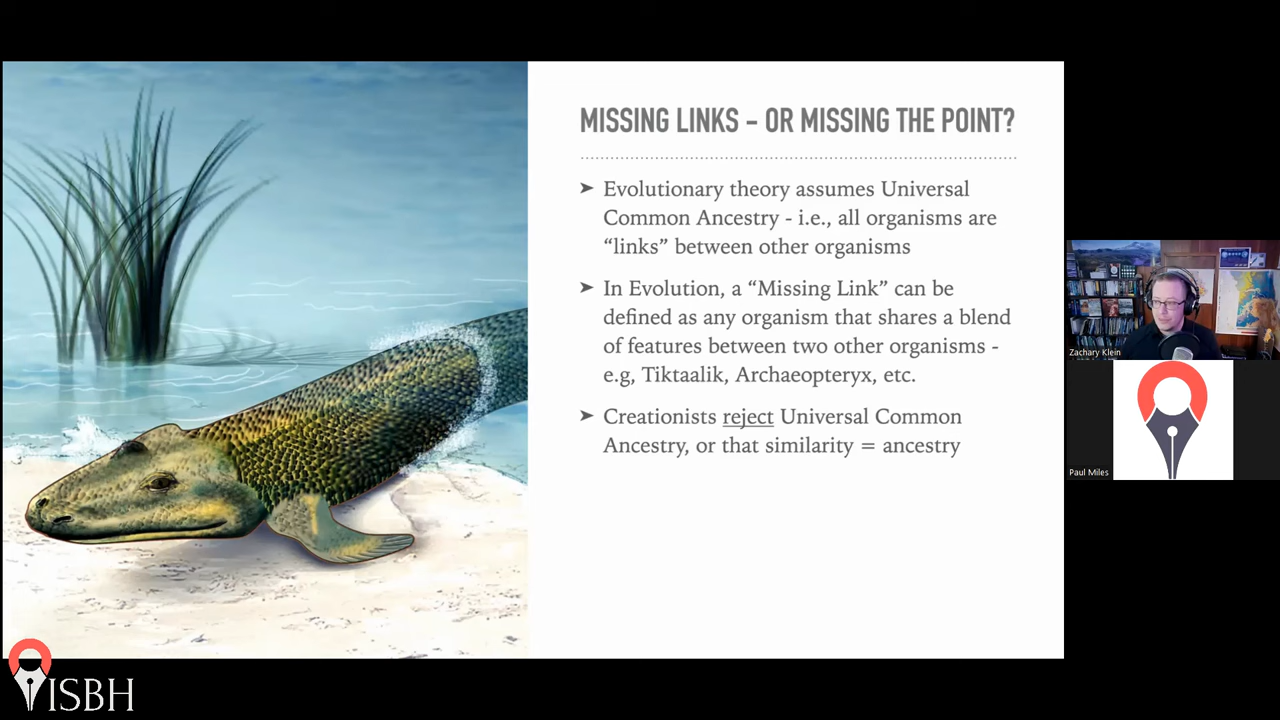 MISSING LINKS - OR MISSING THE POINT?
➤ Evolutionary theory assumes Universal
Common Ancestry - i.e., all organisms are
“links” between other organisms
➤ In Evolution, a “Missing Link” can be
defined as any organism that shares a blend
of features between two other organisms -
e.g, Tiktaalik, Archaeopteryx, etc.
➤ Creationists reject Universal Common
Ancestry, or that similarity = ancestry
Zachary Klein
Paul Miles
ISBH